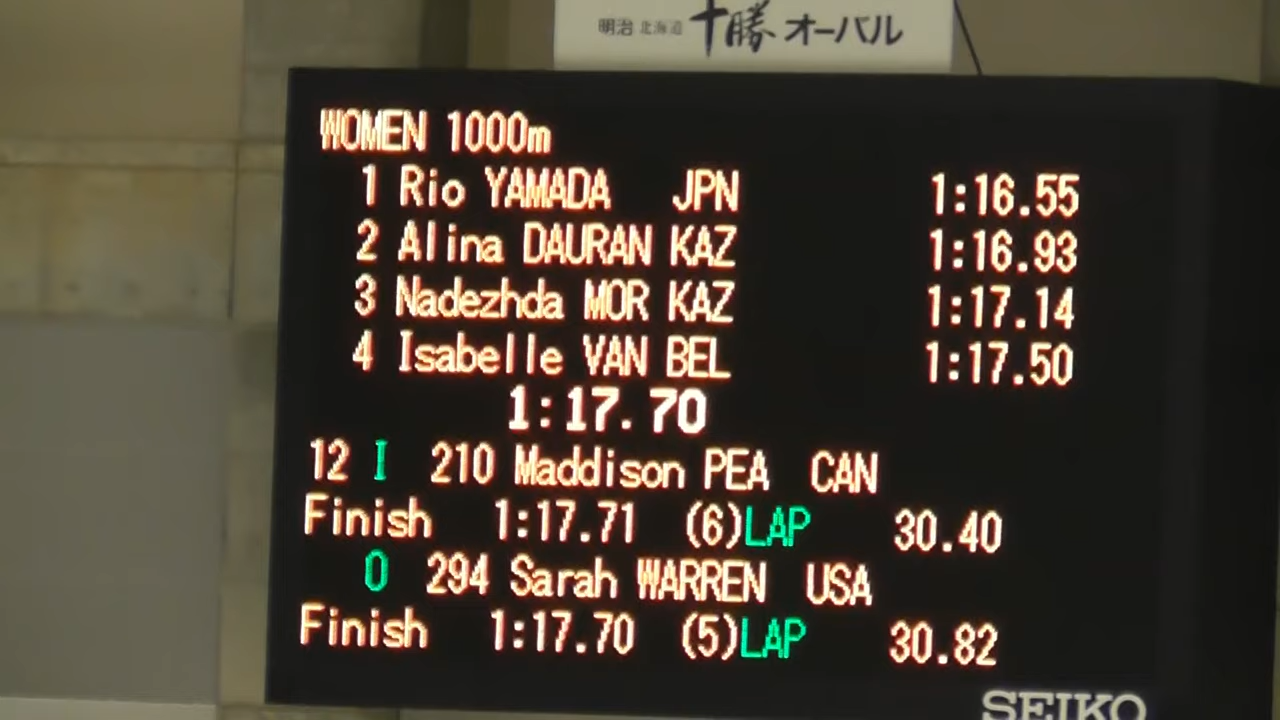 明治 北海道 十勝 オーバル
WOMEN 1000m
1 Rio YAMADA JPN 1:16.55
2 Alina DAURAN KAZ 1:16.93
3 Nadezhda MOR KAZ 1:17.14
4 Isabelle VAN BEL 1:17.50
1:17.70
12 I 210 Maddison PEA CAN
Finish 1:17.71 (6)LAP 30.40
O 294 Sarah WARREN USA
Finish 1:17.70 (5)LAP 30.82
SEIKO